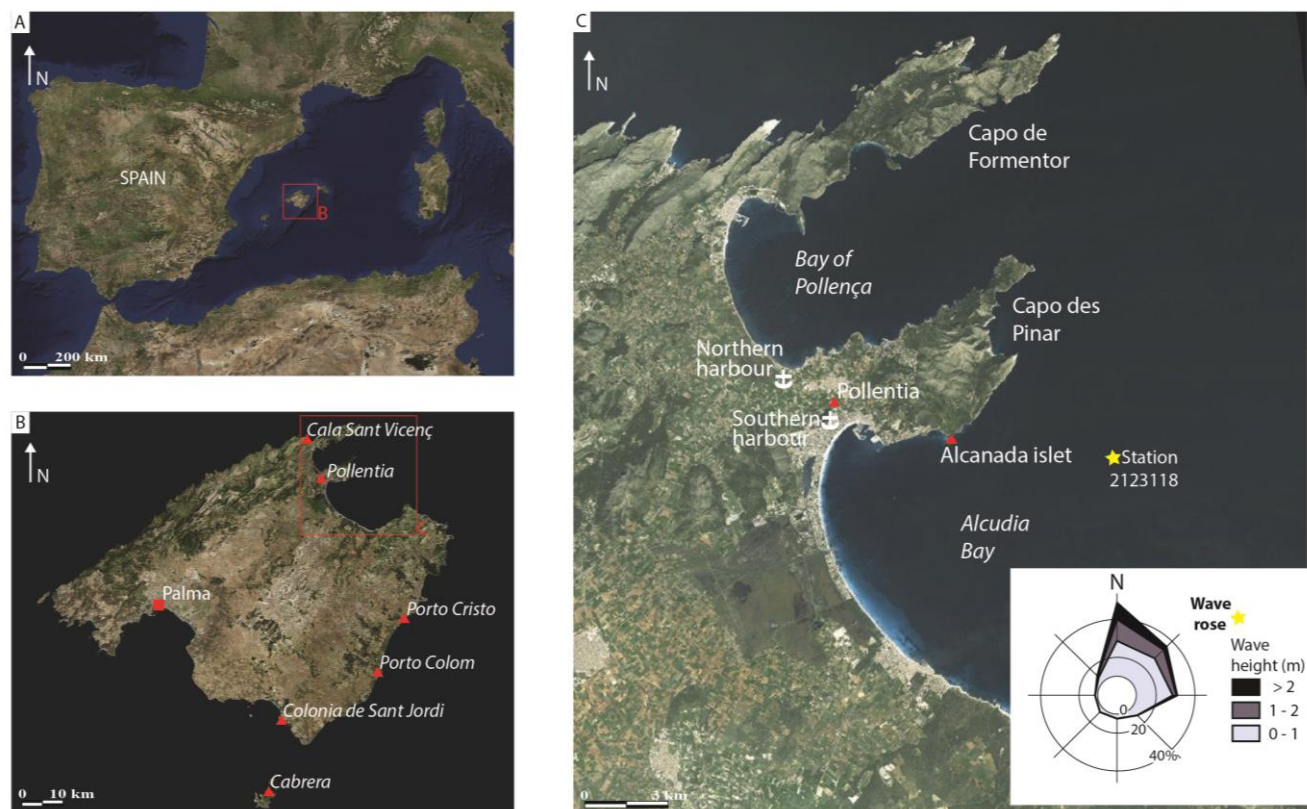 A
N
SPAIN
B
0 200 km
B
N
Cala Sant Vicenç
Pollentia
C
Palma
Porto Cristo
Porto Colom
Colonia de Sant Jordi
Cabrera
0 10 km
C
N
Capo de
Formentor
Bay of
Pollença
Capo des
Pinar
Northern
harbour
Pollentia
Southern
harbour
Alcanada islet
Station
2123118
Alcudia
Bay
0 3 km
N
Wave
rose
Wave
height (m)
> 2
1 - 2
0 - 1
0
20
40%